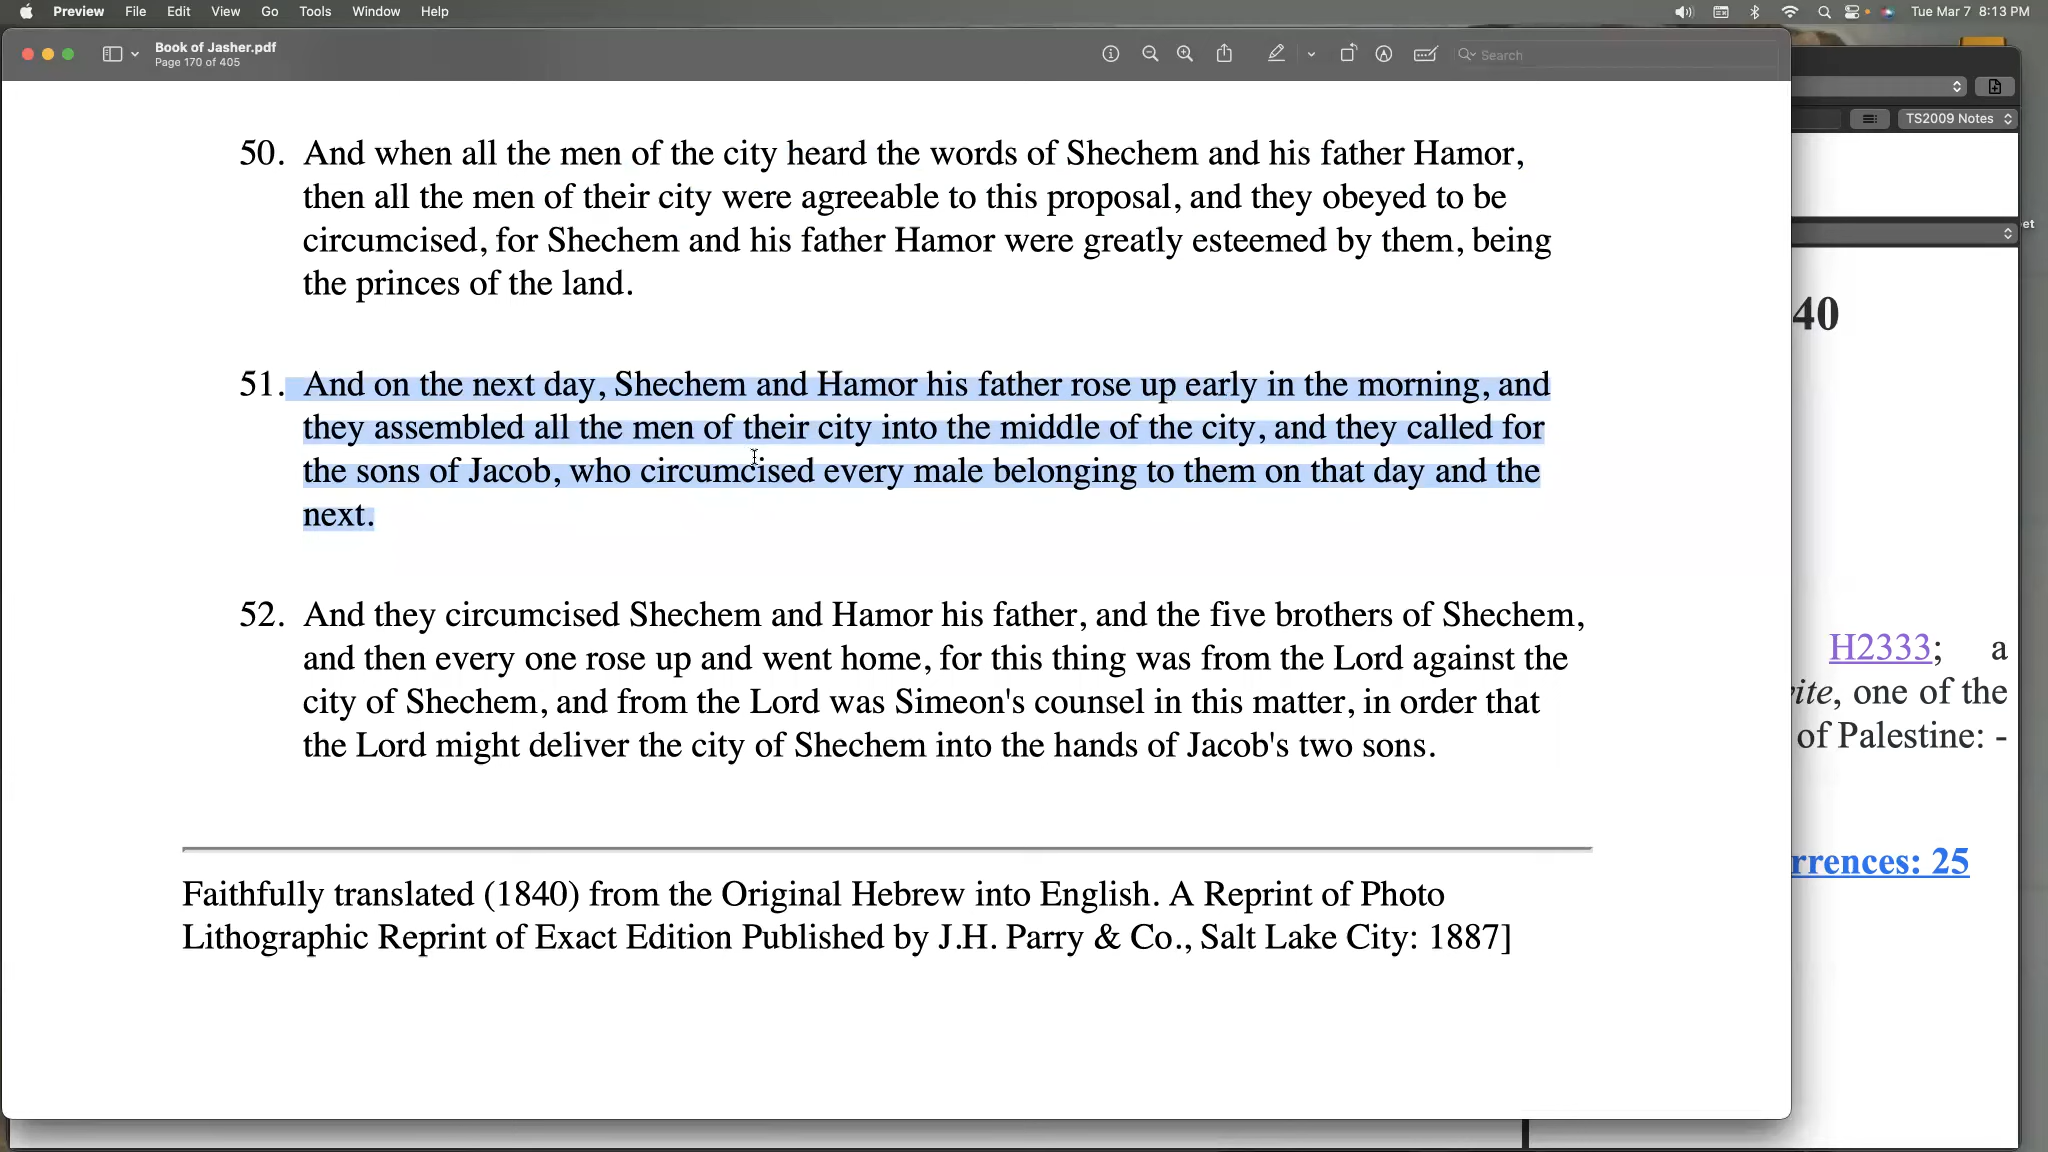 Preview File Edit View Go Tools Window Help Tue Mar 7 8:13 PM
Book of Jasher.pdf
Page 170 of 405
Search
TS2009 Notes
50. And when all the men of the city heard the words of Shechem and his father Hamor,
then all the men of their city were agreeable to this proposal, and they obeyed to be
circumcised, for Shechem and his father Hamor were greatly esteemed by them, being
the princes of the land.
51. And on the next day, Shechem and Hamor his father rose up early in the morning, and
they assembled all the men of their city into the middle of the city, and they called for
the sons of Jacob, who circumcised every male belonging to them on that day and the
next.
52. And they circumcised Shechem and Hamor his father, and the five brothers of Shechem,
and then every one rose up and went home, for this thing was from the Lord against the
city of Shechem, and from the Lord was Simeon's counsel in this matter, in order that
the Lord might deliver the city of Shechem into the hands of Jacob's two sons.
Faithfully translated (1840) from the Original Hebrew into English. A Reprint of Photo
Lithographic Reprint of Exact Edition Published by J.H. Parry & Co., Salt Lake City: 1887]
et
40
H2333; a
ite, one of the
of Palestine: -
rrences: 25